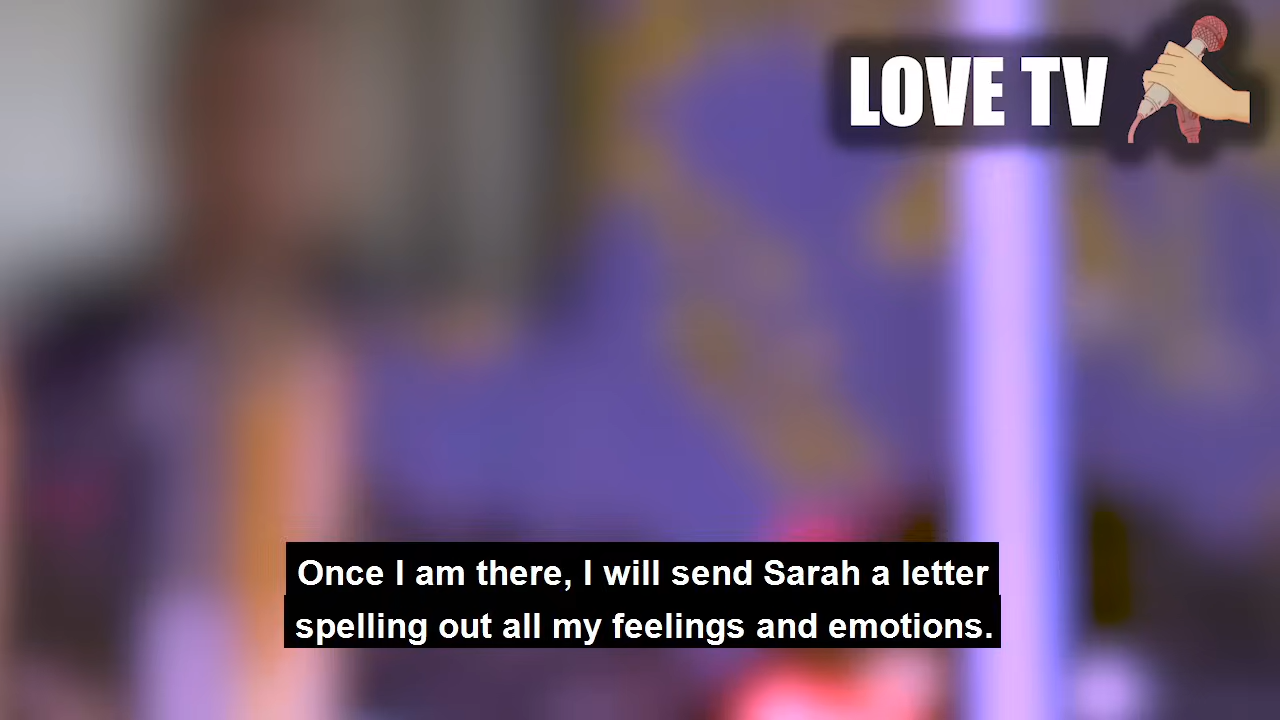 LOVE TV
Once I am there, I will send Sarah a letter
spelling out all my feelings and emotions.